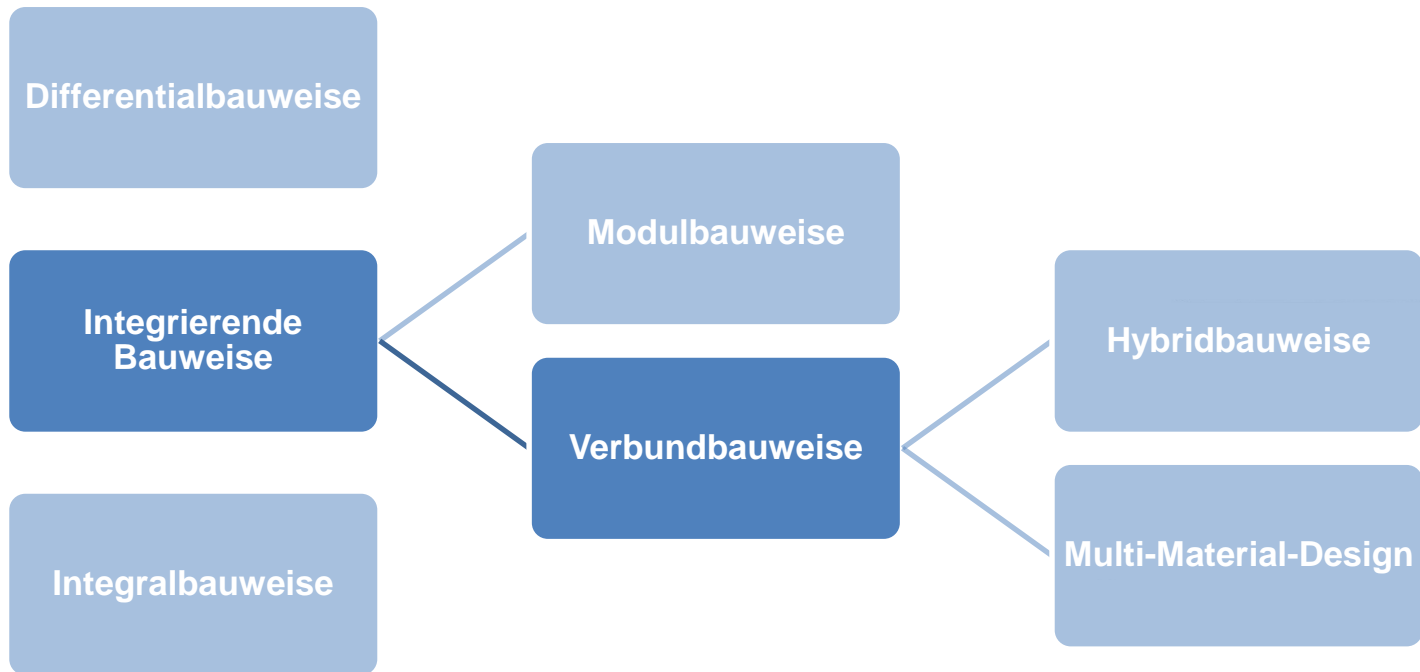 Differentialbauweise
Integrierende
Bauweise
Integralbauweise
Modulbauweise
Verbundbauweise
Hybridbauweise
Multi-Material-Design